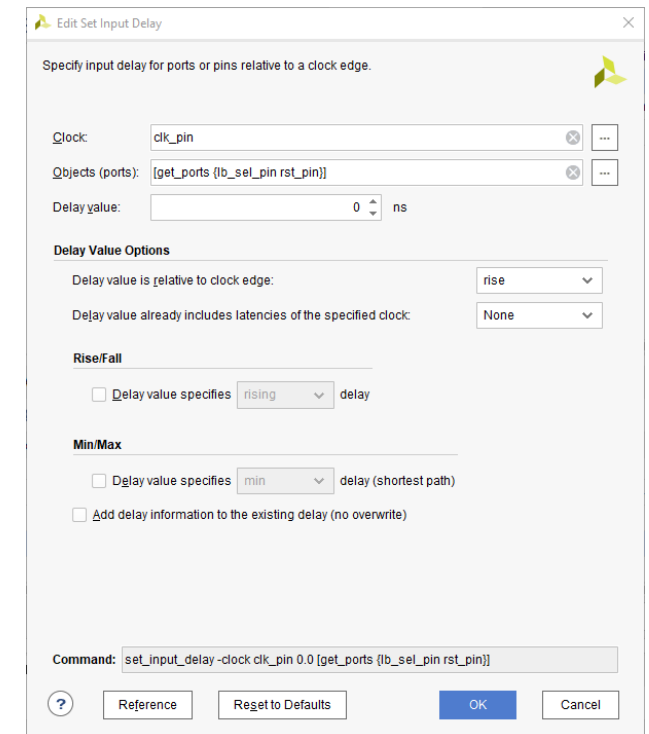 Edit Set Input Delay
Specify input delay for ports or pins relative to a clock edge.
Clock: clk_pin ...
Objects (ports): [get_ports {lb_sel_pin rst_pin}] ...
Delay value: 0 ns
Delay Value Options
Delay value is relative to clock edge: rise
Delay value already includes latencies of the specified clock: None
Rise/Fall
Delay value specifies rising delay
Min/Max
Delay value specifies min delay (shortest path)
Add delay information to the existing delay (no overwrite)
Command: set_input_delay -clock clk_pin 0.0 [get_ports {lb_sel_pin rst_pin}]
? Reference Reset to Defaults OK Cancel